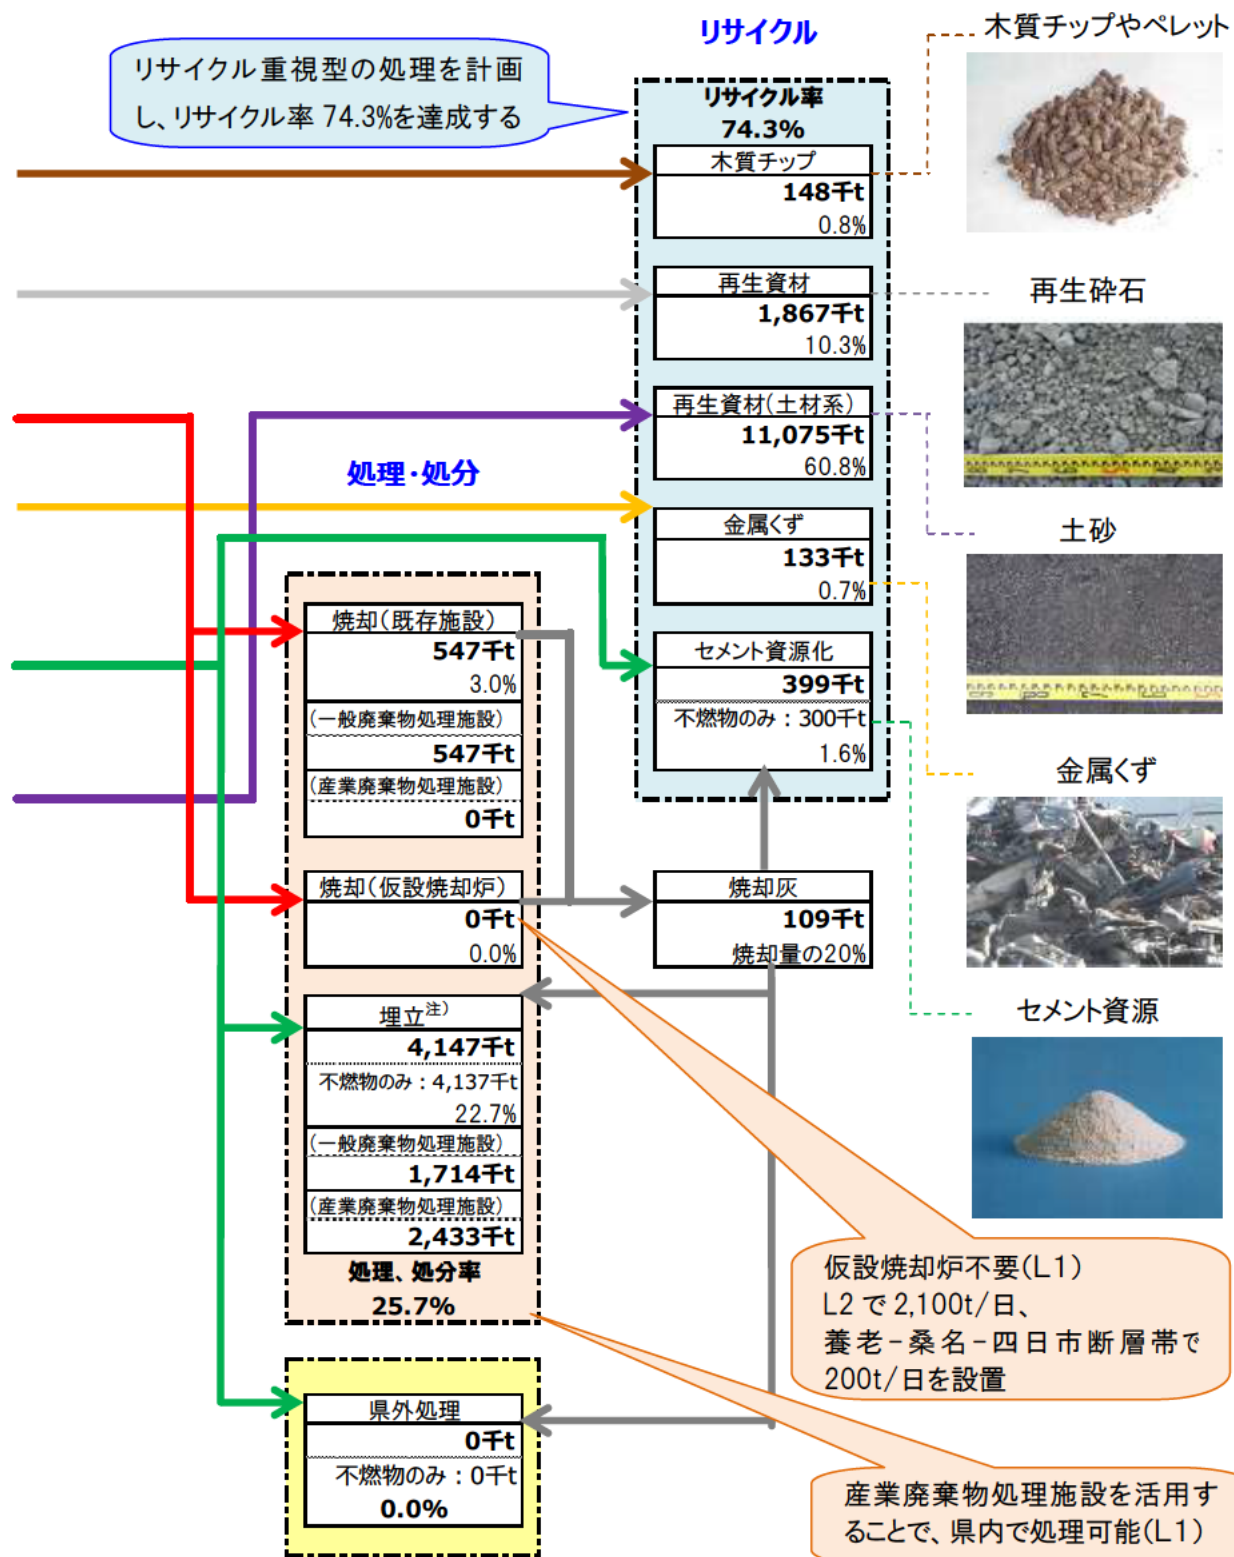 リサイクル
木質チップやペレット
リサイクル重視型の処理を計画
し、リサイクル率 74.3%を達成する
リサイクル率
74.3%
木質チップ
148千t
0.8%
再生資材
1,867千t
10.3%
再生砕石
再生資材(土材系)
11,075千t
60.8%
処理・処分
土砂
金属くず
133千t
0.7%
焼却(既存施設)
547千t
3.0%
(一般廃棄物処理施設)
547千t
(産業廃棄物処理施設)
0千t
セメント資源化
399千t
不燃物のみ：300千t
1.6%
金属くず
焼却(仮設焼却炉)
0千t
0.0%
焼却灰
109千t
焼却量の20%
セメント資源
埋立注)
4,147千t
不燃物のみ：4,137千t
22.7%
(一般廃棄物処理施設)
1,714千t
(産業廃棄物処理施設)
2,433千t
処理、処分率
25.7%
仮設焼却炉不要(L1)
L2 で 2,100t/日、
養老-桑名-四日市断層帯で
200t/日を設置
県外処理
0千t
不燃物のみ：0千t
0.0%
産業廃棄物処理施設を活用す
ることで、県内で処理可能(L1)